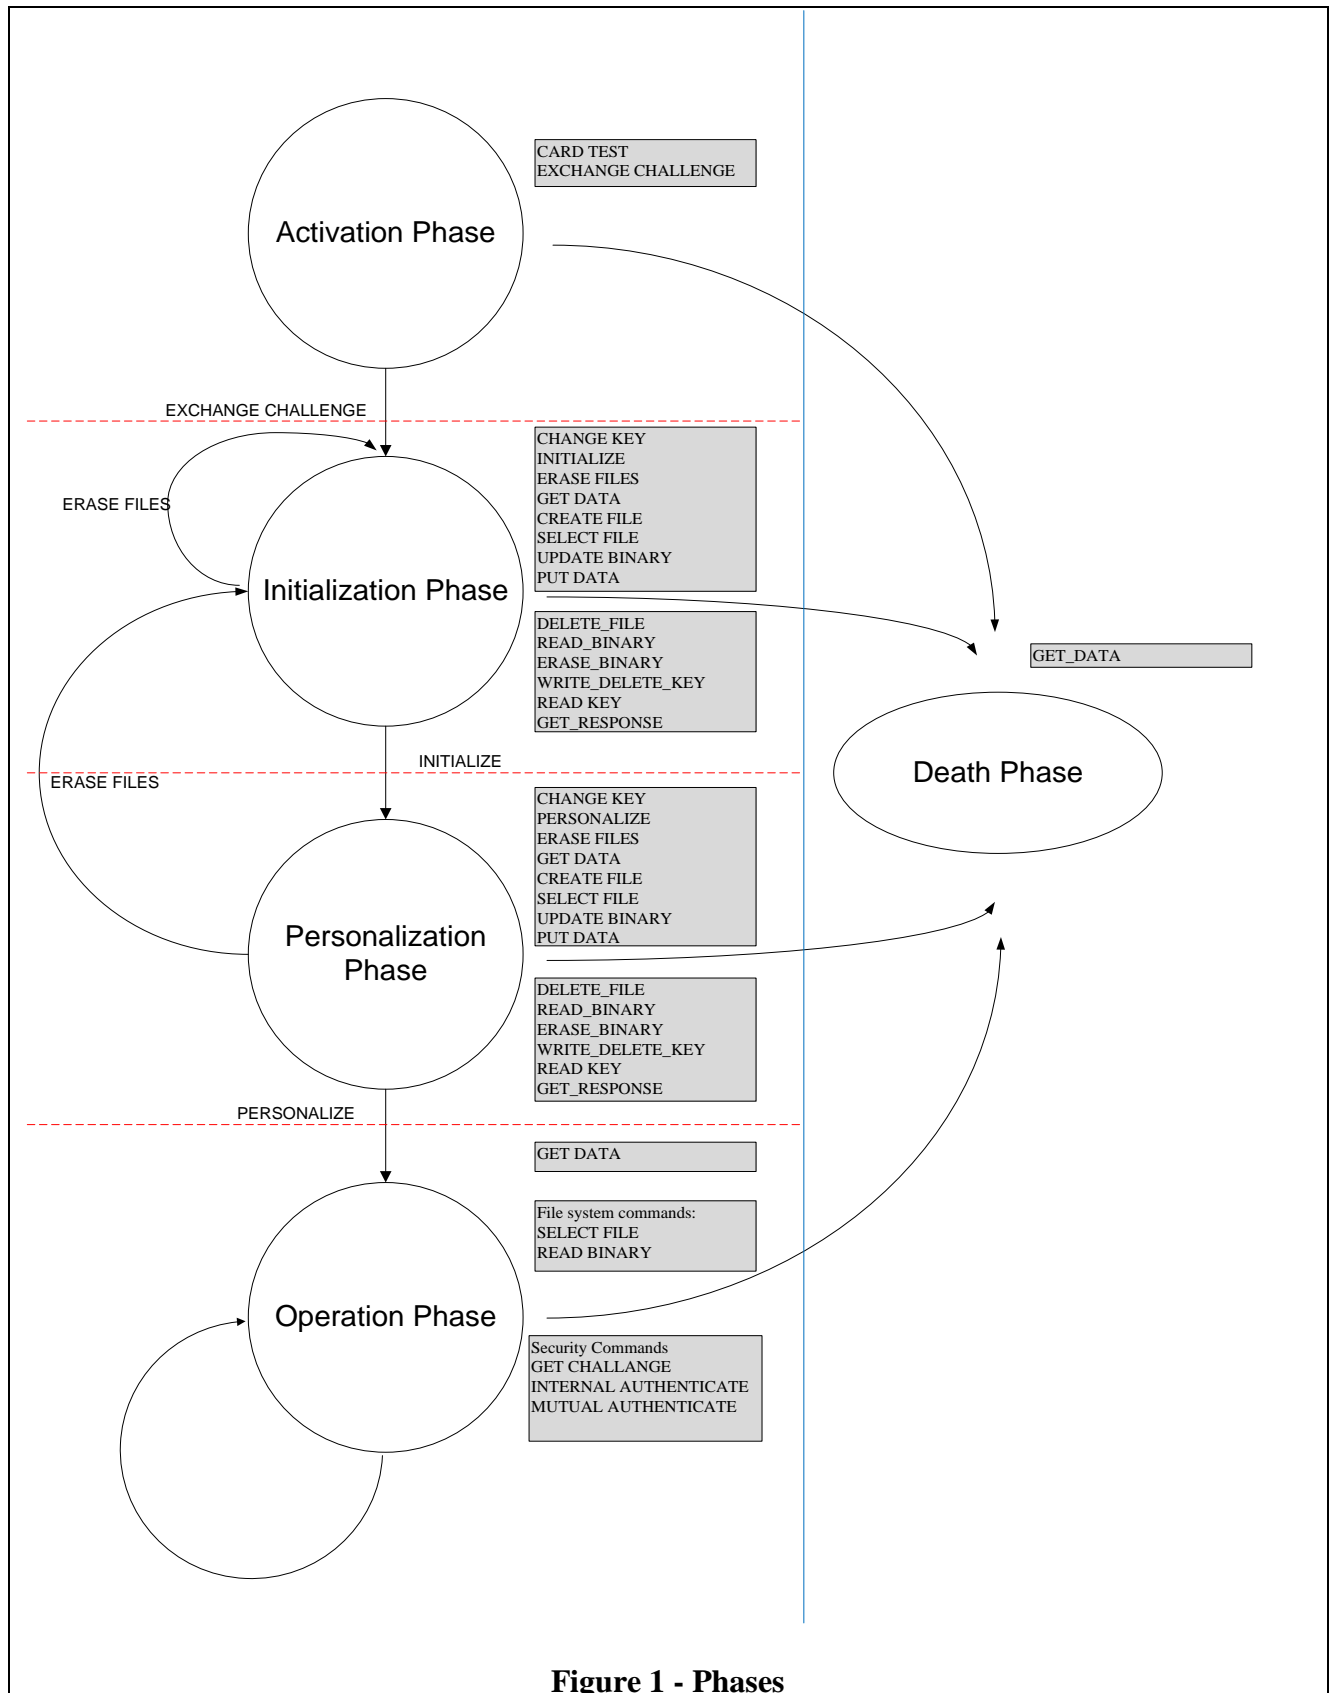 CARD TEST
EXCHANGE CHALLENGE
Activation Phase
EXCHANGE CHALLENGE
CHANGE KEY
INITIALIZE
ERASE FILES
GET DATA
CREATE FILE
SELECT FILE
UPDATE BINARY
PUT DATA
ERASE FILES
Initialization Phase
DELETE_FILE
READ_BINARY
ERASE_BINARY
WRITE_DELETE_KEY
READ KEY
GET_RESPONSE
GET_DATA
Death Phase
INITIALIZE
ERASE FILES
CHANGE KEY
PERSONALIZE
ERASE FILES
GET DATA
CREATE FILE
SELECT FILE
UPDATE BINARY
PUT DATA
Personalization
Phase
DELETE_FILE
READ_BINARY
ERASE_BINARY
WRITE_DELETE_KEY
READ KEY
GET_RESPONSE
PERSONALIZE
GET DATA
File system commands:
SELECT FILE
READ BINARY
Operation Phase
Security Commands
GET CHALLANGE
INTERNAL AUTHENTICATE
MUTUAL AUTHENTICATE
Figure 1 - Phases